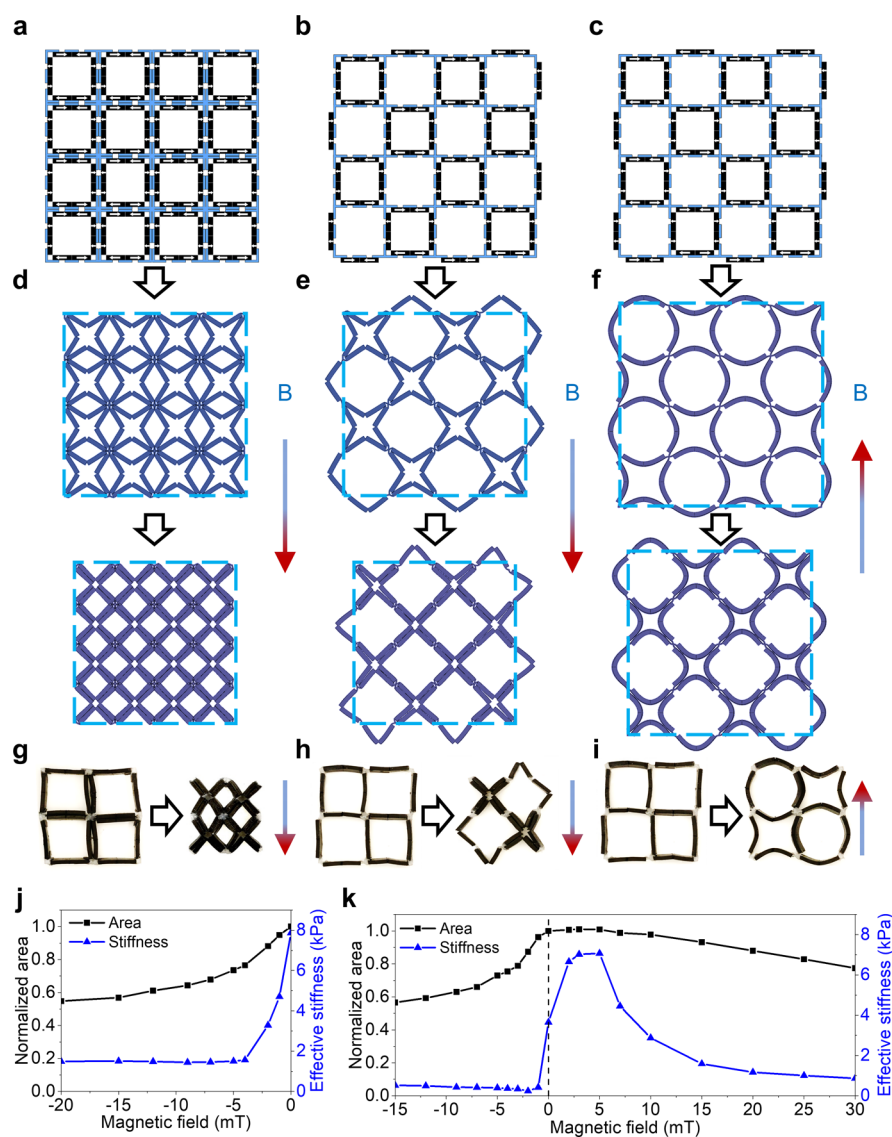 a
b
c
d
e
f
B
B
B
g
h
i
j
k
1.0
0.8
0.6
0.4
0.2
0.0
Normalized area
Area
Stiffness
8
6
4
2
0
Effective stiffness (kPa)
-20
-15
-10
-5
0
Magnetic field (mT)
1.0
0.8
0.6
0.4
0.2
0.0
Normalized area
Area
Stiffness
8
6
4
2
0
Effective stiffness (kPa)
-15
-10
-5
0
5
10
15
20
25
30
Magnetic field (mT)